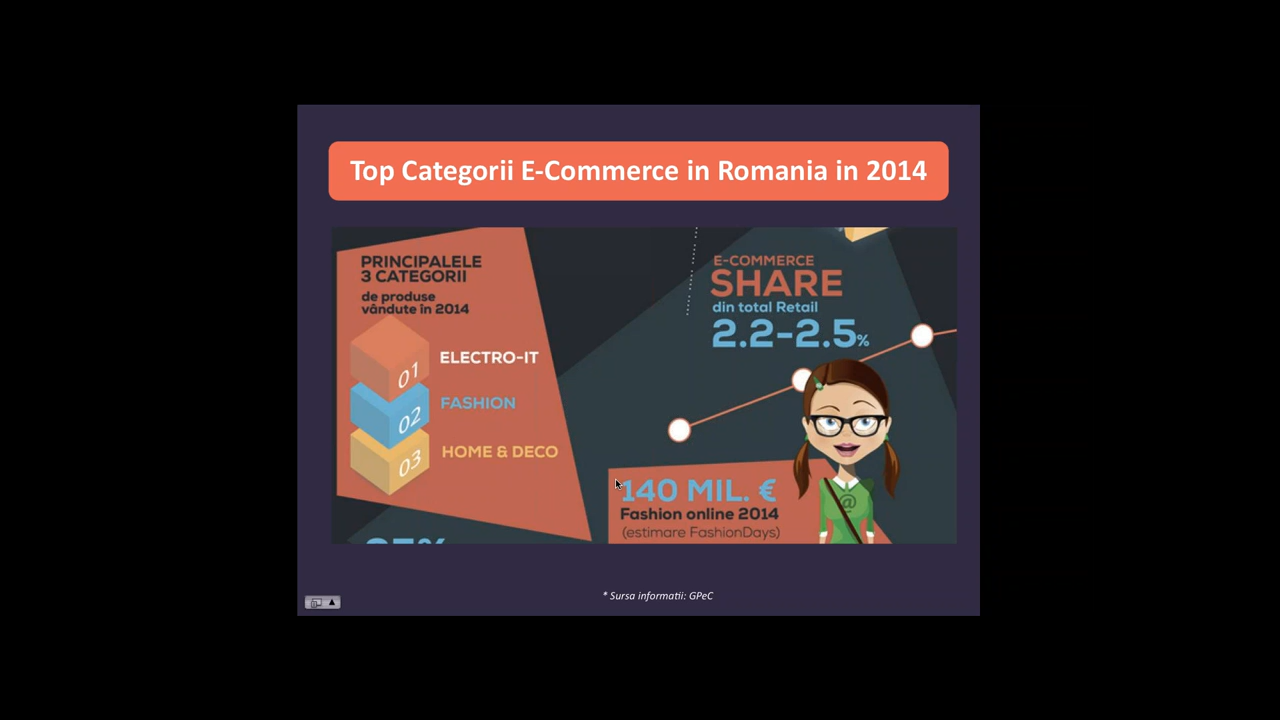 Top Categorii E-Commerce in Romania in 2014
PRINCIPALELE
3 CATEGORII
de produse
vândute în 2014
01
ELECTRO-IT
02
FASHION
03
HOME & DECO
E-COMMERCE
SHARE
din total Retail
2.2-2.5%
140 MIL. €
Fashion online 2014
(estimare FashionDays)
@
* Sursa informatii: GPeC